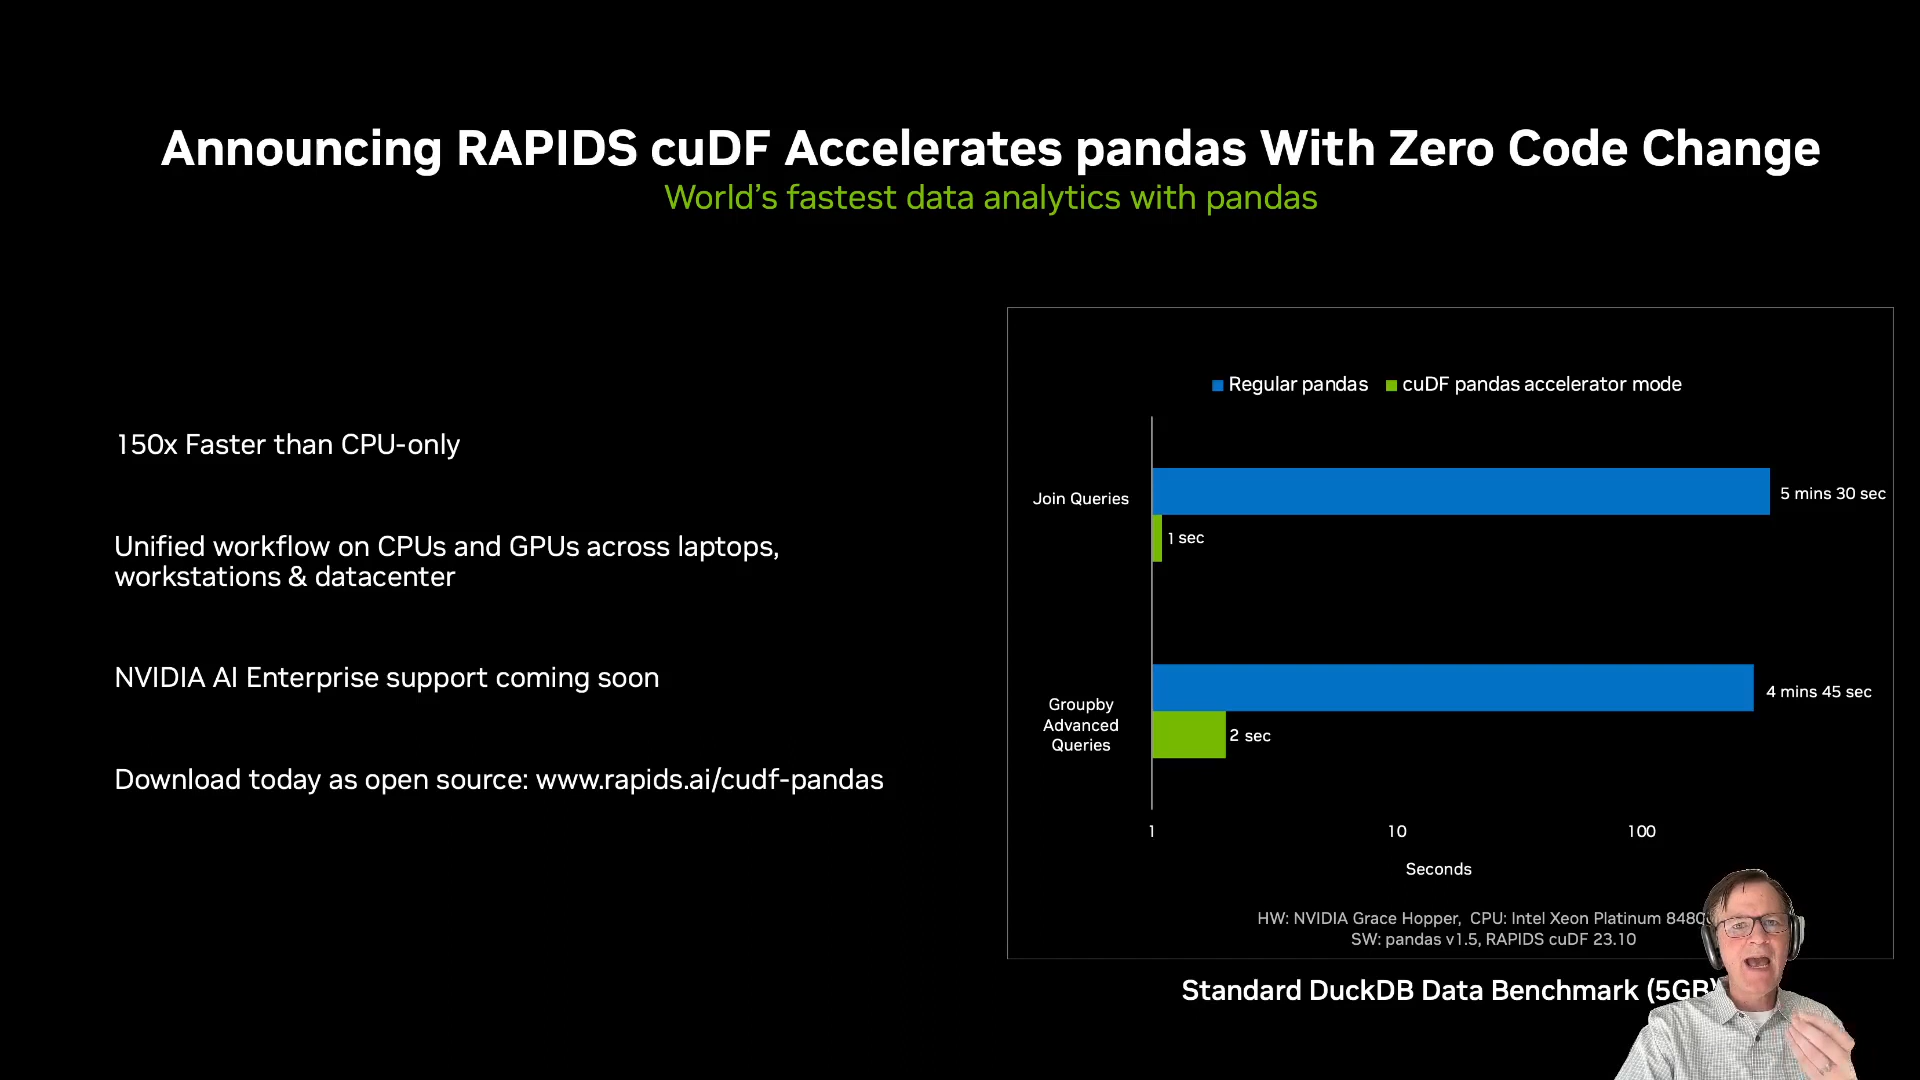 Announcing RAPIDS cuDF Accelerates pandas With Zero Code Change
World's fastest data analytics with pandas
150x Faster than CPU-only
Unified workflow on CPUs and GPUs across laptops,
workstations & datacenter
NVIDIA AI Enterprise support coming soon
Download today as open source: www.rapids.ai/cudf-pandas
Regular pandas
cuDF pandas accelerator mode
Join Queries
5 mins 30 sec
1 sec
Groupby
Advanced
Queries
4 mins 45 sec
2 sec
1
10
100
Seconds
HW: NVIDIA Grace Hopper, CPU: Intel Xeon Platinum
SW: pandas v1.5, RAPIDS cuDF 23.10
Standard DuckDB Data Benchmark (5GB)